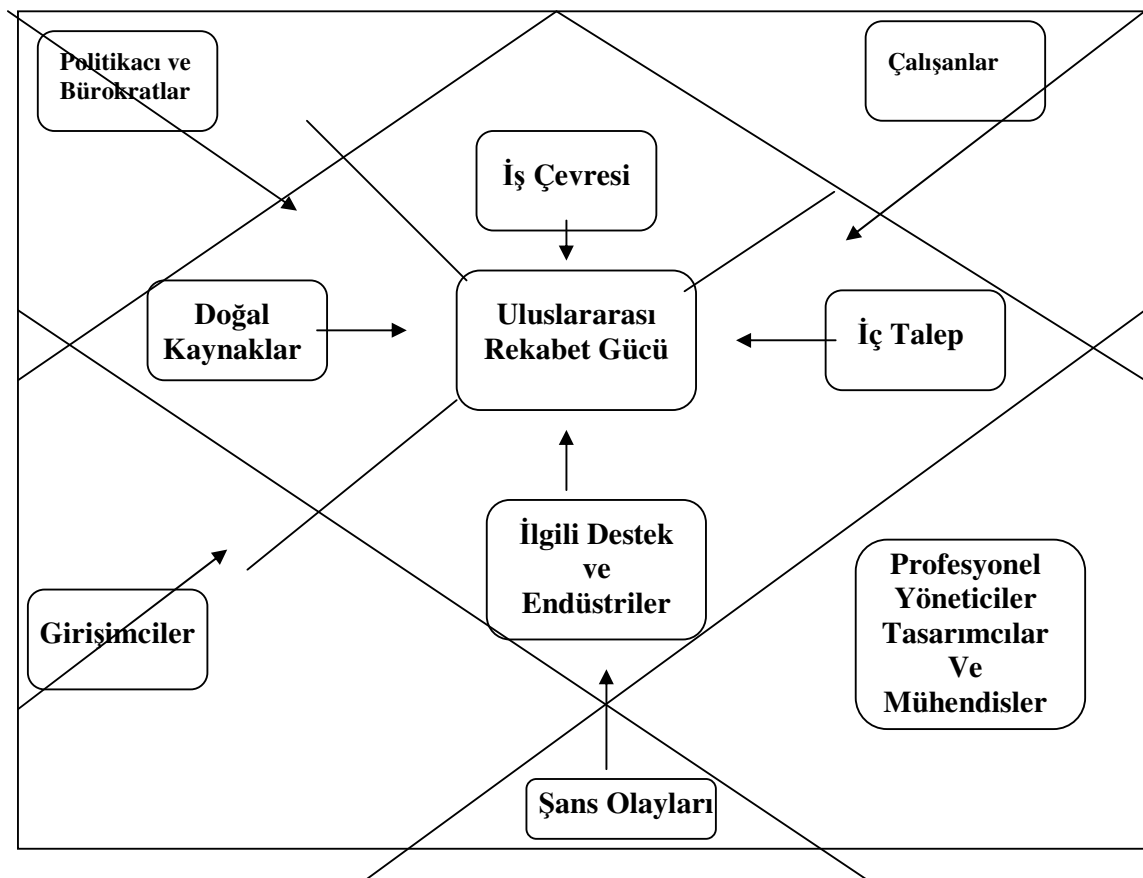 Politikacı ve
Bürokratlar
Çalışanlar
İş Çevresi
Doğal
Kaynaklar
Uluslararası
Rekabet Gücü
İç Talep
İlgili Destek
ve
Endüstriler
Girişimciler
Profesyonel
Yöneticiler
Tasarımcılar
Ve
Mühendisler
Şans Olayları